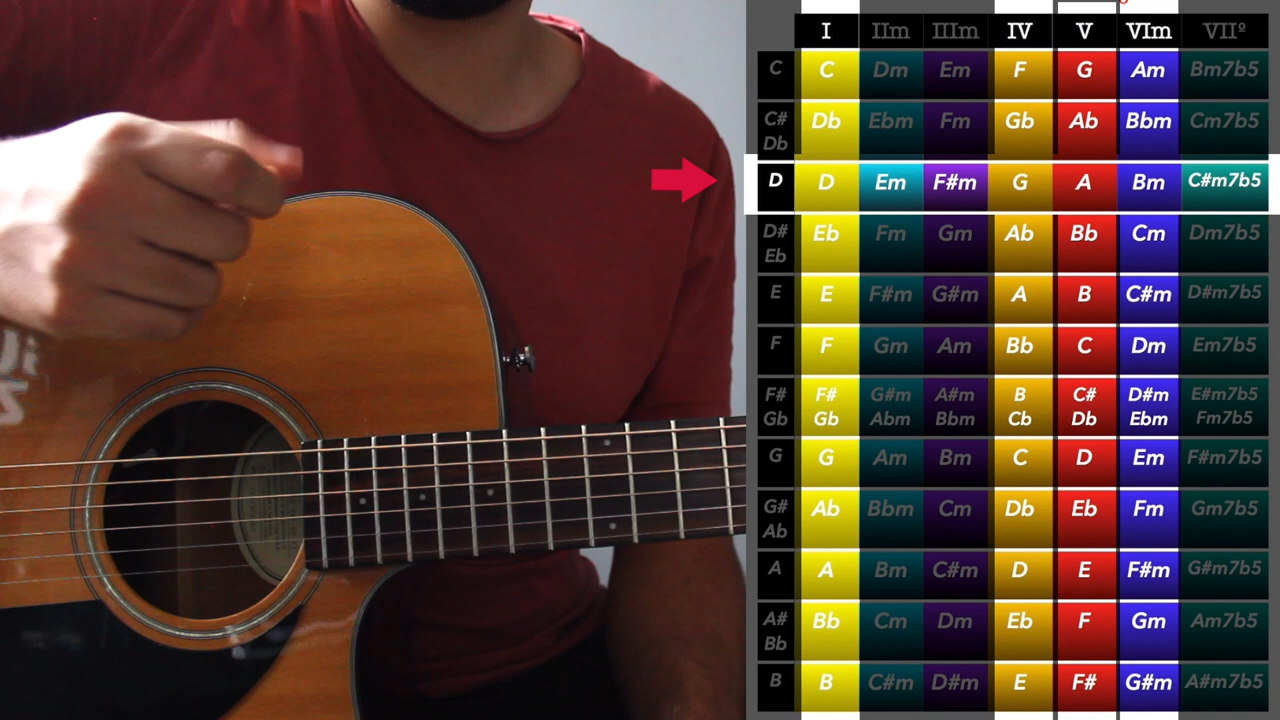 I IIm IIIm IV V VIm VIIº
C C Dm Em F G Am Bm7b5
C# Db Ebm Fm Gb Ab Bbm Cm7b5
Db
D D Em F#m G A Bm C#m7b5
D# Eb Fm Gm Ab Bb Cm Dm7b5
Eb
E E F#m G#m A B C#m D#m7b5
F F Gm Am Bb C Dm Em7b5
F# F# G#m A#m B C# D#m E#m7b5
Gb Gb Abm Bbm Cb Db Ebm Fm7b5
G G Am Bm C D Em F#m7b5
G# Ab Bbm Cm Db Eb Fm Gm7b5
Ab
A A Bm C#m D E F#m G#m7b5
A# Bb Cm Dm Eb F Gm Am7b5
Bb
B B C#m D#m E F# G#m A#m7b5